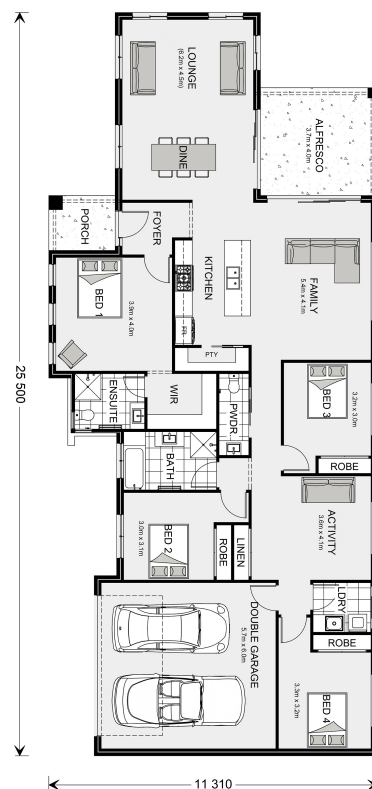 LOUNGE
(6.2m x 4.5m)
ALFRESCO
3.7m x 4.0m
DINE
PORCH
FOYER
KITCHEN
FAMILY
5.4m x 4.1m
BED 1
3.9m x 4.0m
FRI
PTY
ENSUITE
WIR
PWDR
BED 3
3.2m x 3.0m
BATH
ROBE
ACTIVITY
3.6m x 4.1m
BED 2
3.0m x 3.1m
ROBE
LINEN
LDRY
ROBE
DOUBLE GARAGE
5.7m x 6.0m
BED 4
3.3m x 3.2m
25 500
11 310